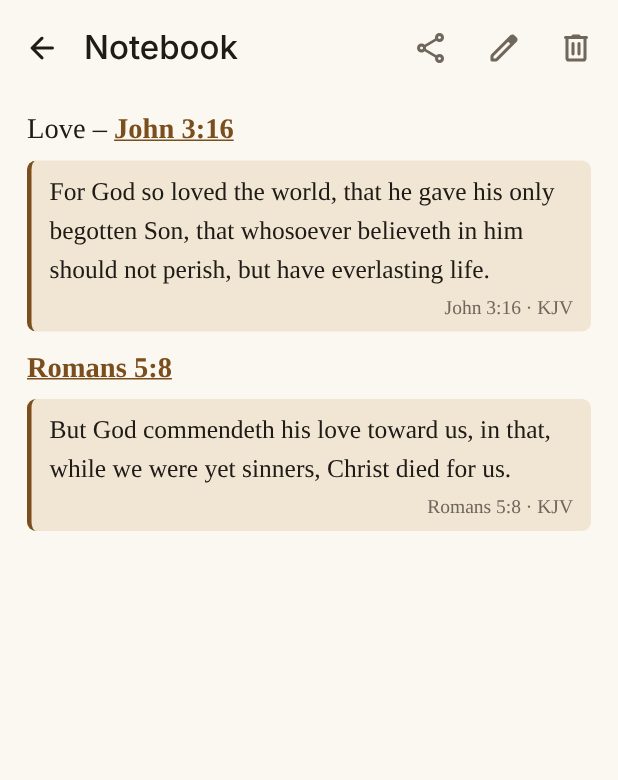 Notebook
Love – John 3:16
For God so loved the world, that he gave his only
begotten Son, that whosoever believeth in him
should not perish, but have everlasting life.
John 3:16 · KJV
Romans 5:8
But God commendeth his love toward us, in that,
while we were yet sinners, Christ died for us.
Romans 5:8 · KJV